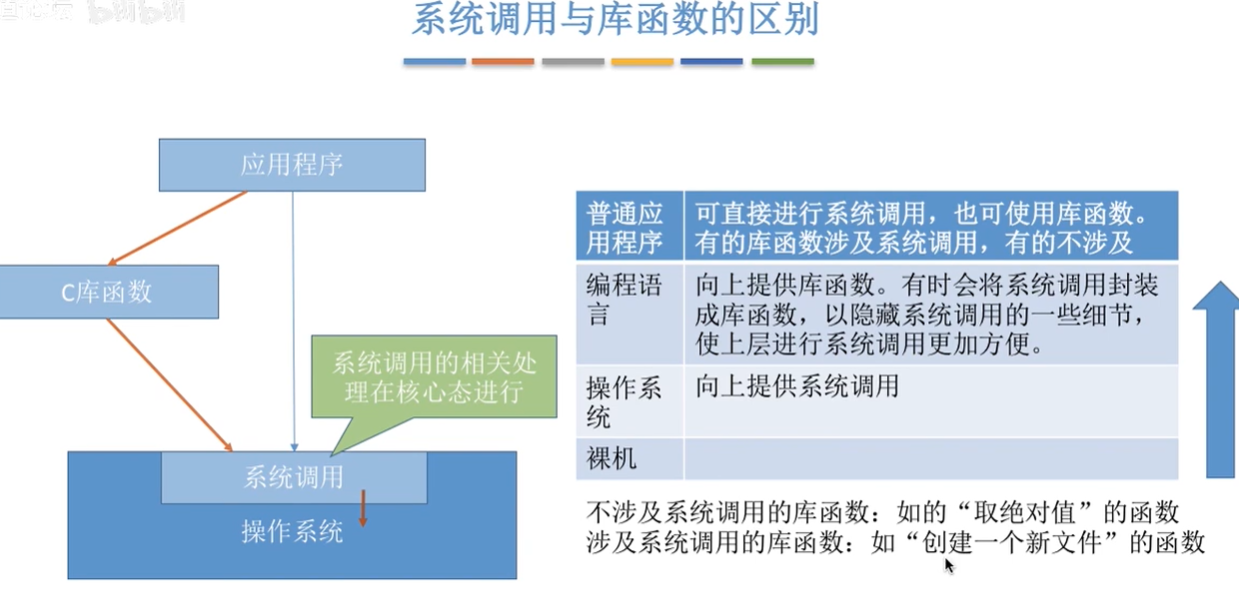 系统调用与库函数的区别
应用程序
C库函数
系统调用的相关处
理在核心态进行
系统调用
操作系统
普通应
用程序
可直接进行系统调用，也可使用库函数。
有的库函数涉及系统调用，有的不涉及
编程语
言
向上提供库函数。有时会将系统调用封装
成库函数，以隐藏系统调用的一些细节，
使上层进行系统调用更加方便。
操作系
统
向上提供系统调用
裸机
不涉及系统调用的库函数：如的“取绝对值”的函数
涉及系统调用的库函数：如“创建一个新文件”的函数